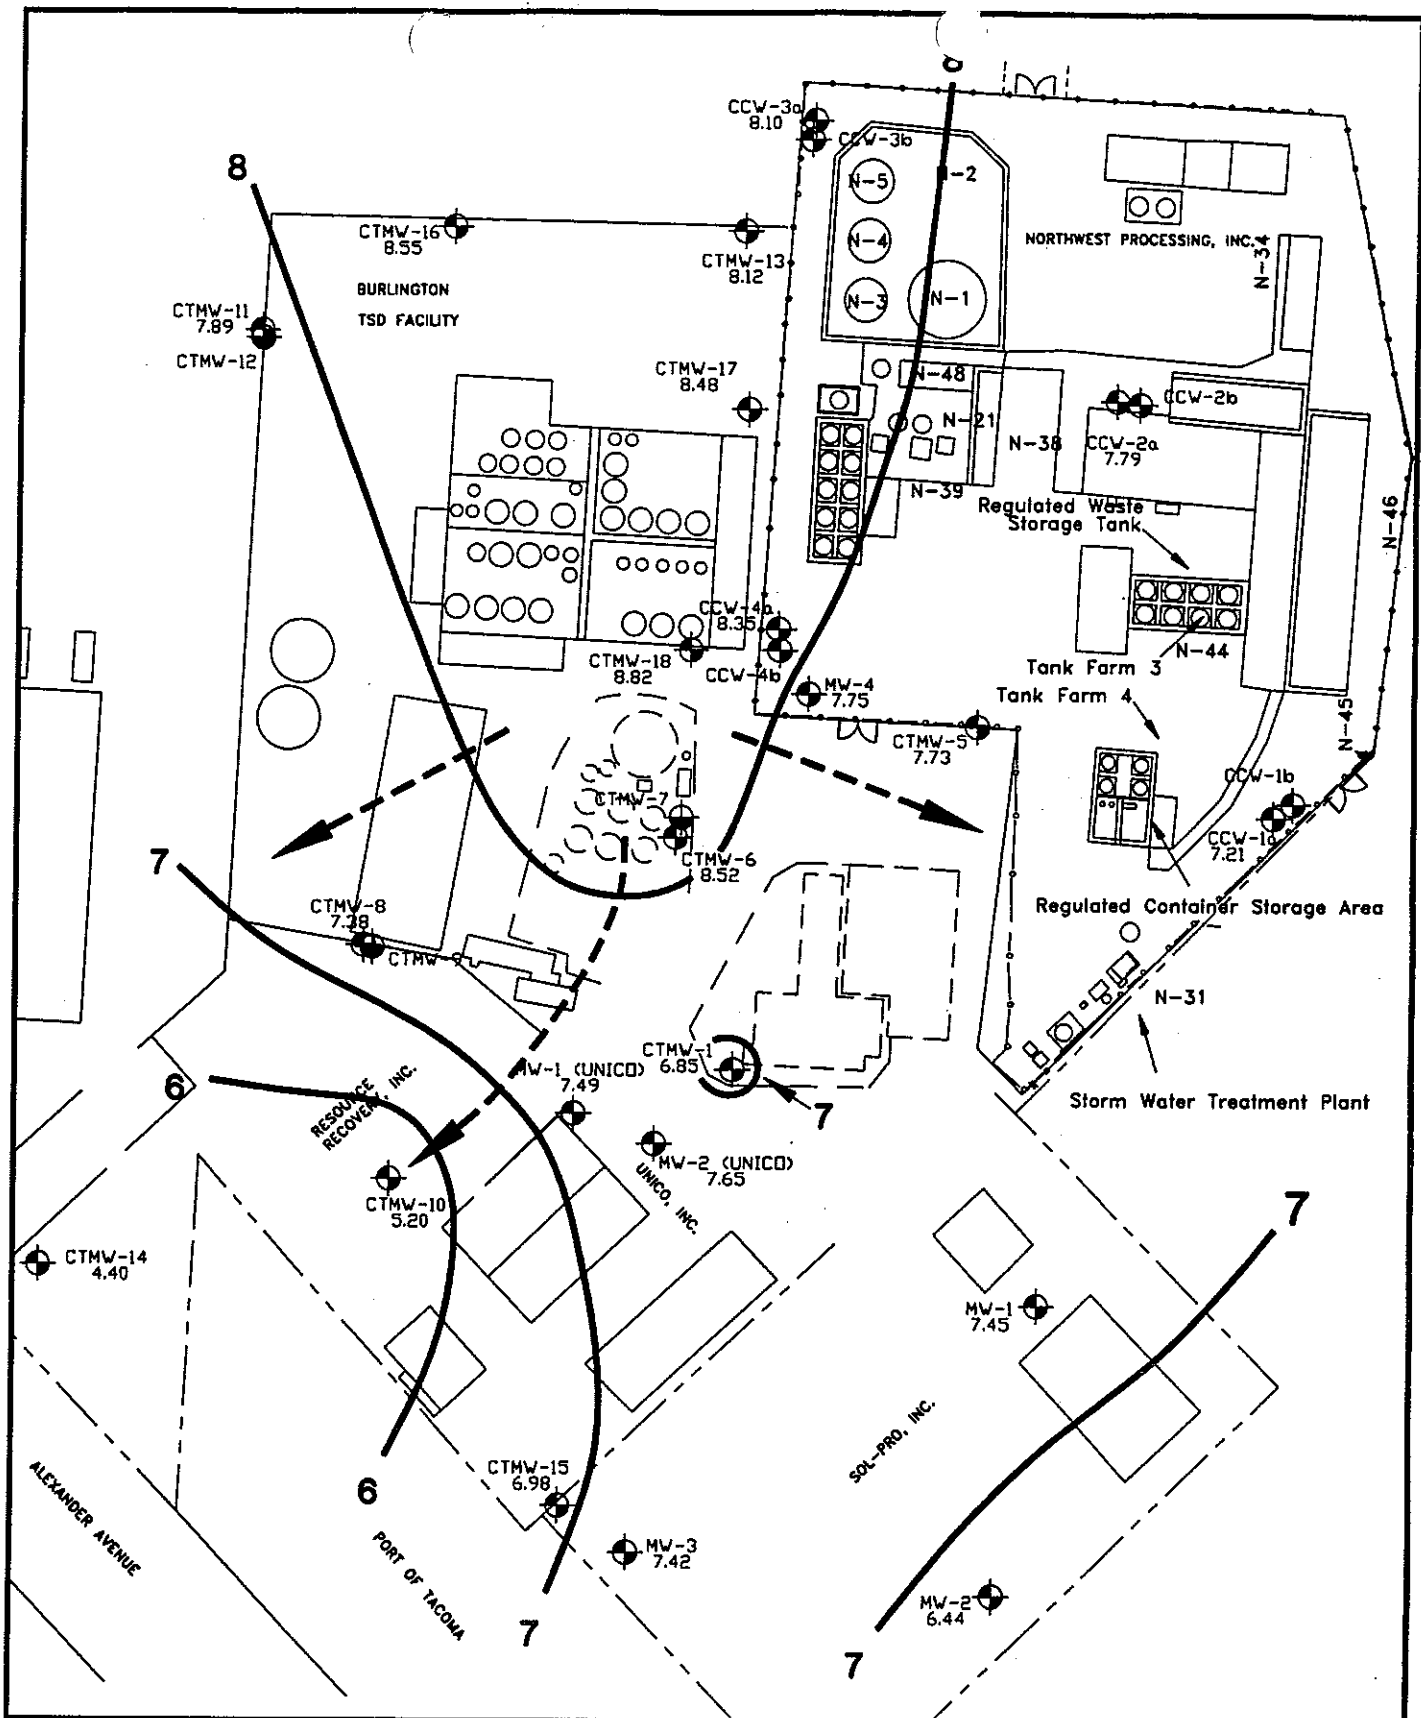 CCW-3a
8.10
CCW-3b
8
N-5
N-2
CTMW-16
8.55
CTMW-13
8.12
N-4
NORTHWEST PROCESSING, INC.
N-34
BURLINGTON
TSD FACILITY
N-3
N-1
CTMW-11
7.89
CTMW-12
CTMW-17
8.48
N-48
N-21
CCW-2b
N-38
CCW-2a
7.79
N-39
Regulated Waste
Storage Tank
N-46
CCW-4a
8.35
CTMW-18
8.82
CCW-4b
N-44
Tank Farm 3
MW-4
7.75
Tank Farm 4
CTMW-5
7.73
N-45
CTMW-7
CCW-1b
CCW-1a
7.21
CTMW-6
8.52
7
CTMW-8
7.38
CTMW
Regulated Container Storage Area
N-31
CTMW-1
6.85
MW-1 (UNICO)
7.49
6
7
RESOURCE
RECOVERY, INC.
Storm Water Treatment Plant
MW-2 (UNICO)
7.65
UNICO, INC.
CTMW-10
5.20
7
CTMW-14
4.40
MW-1
7.45
SOL-PRO, INC.
ALEXANDER AVENUE
CTMW-15
6.98
6
PORT OF TACOMA
MW-3
7.42
MW-2
6.44
7
7